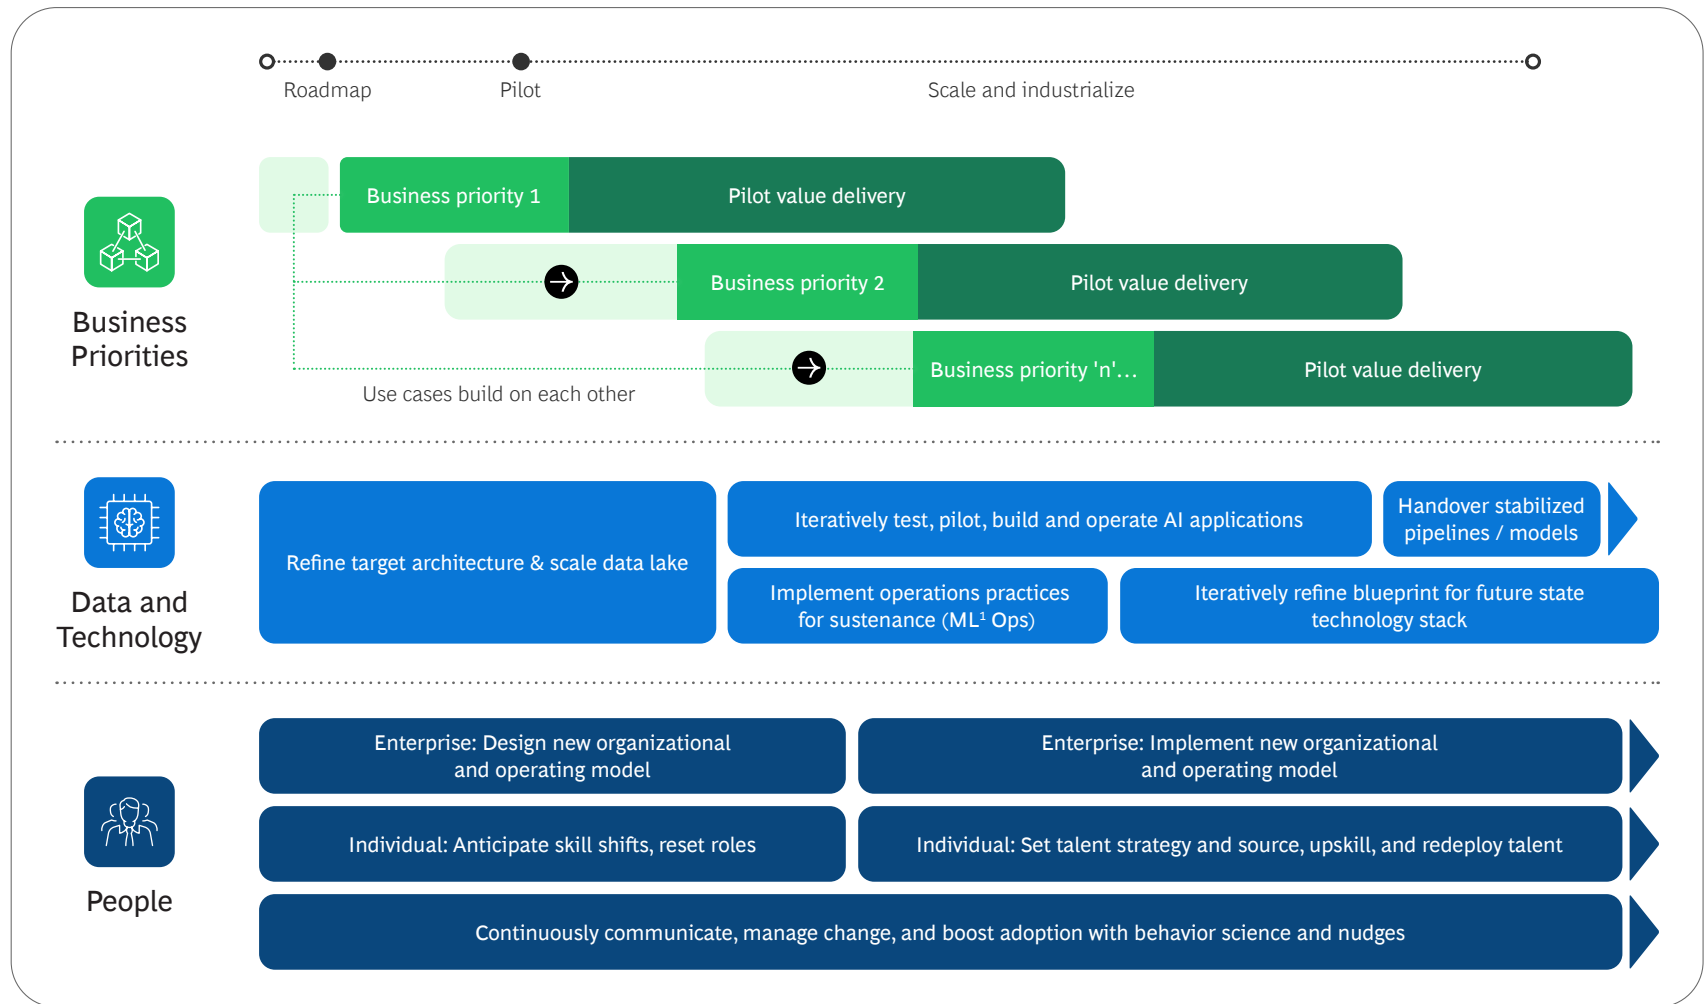 Roadmap
Pilot
Scale and industrialize
Business priority 1
Pilot value delivery
Business priority 2
Pilot value delivery
Business
Priorities
Business priority 'n'...
Pilot value delivery
Use cases build on each other
Data and
Technology
Refine target architecture & scale data lake
Iteratively test, pilot, build and operate AI applications
Handover stabilized
pipelines / models
Implement operations practices
for sustenance (ML¹ Ops)
Iteratively refine blueprint for future state
technology stack
People
Enterprise: Design new organizational
and operating model
Enterprise: Implement new organizational
and operating model
Individual: Anticipate skill shifts, reset roles
Individual: Set talent strategy and source, upskill, and redeploy talent
Continuously communicate, manage change, and boost adoption with behavior science and nudges